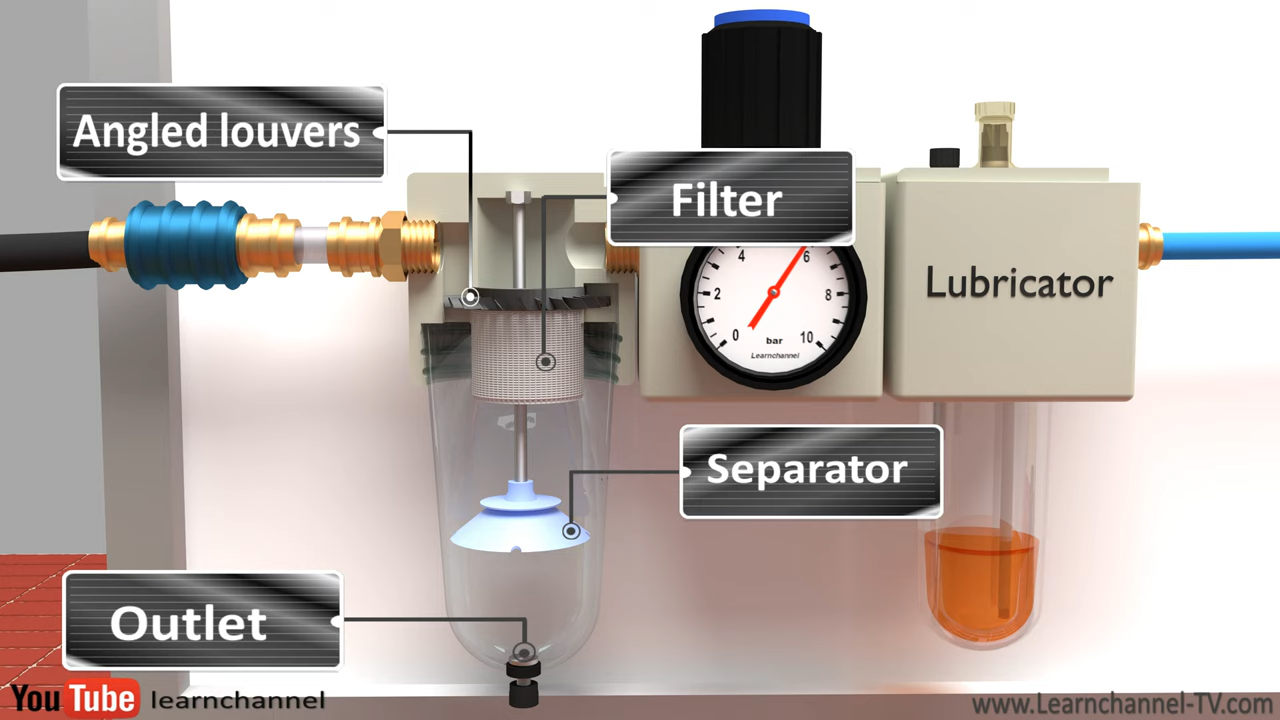 Angled louvers
Filter
4
6
2
8
0
10
bar
Learnchannel
Lubricator
Separator
Outlet
YouTube learnchannel
www.Learnchannel-TV.com